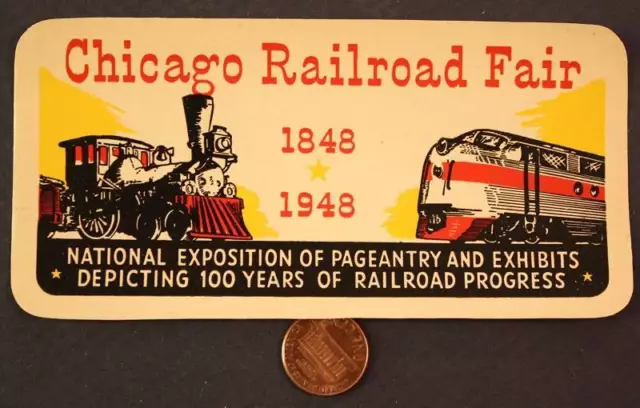 Chicago Railroad Fair
1848
1948
NATIONAL EXPOSITION OF PAGEANTRY AND EXHIBITS
DEPICTING 100 YEARS OF RAILROAD PROGRESS